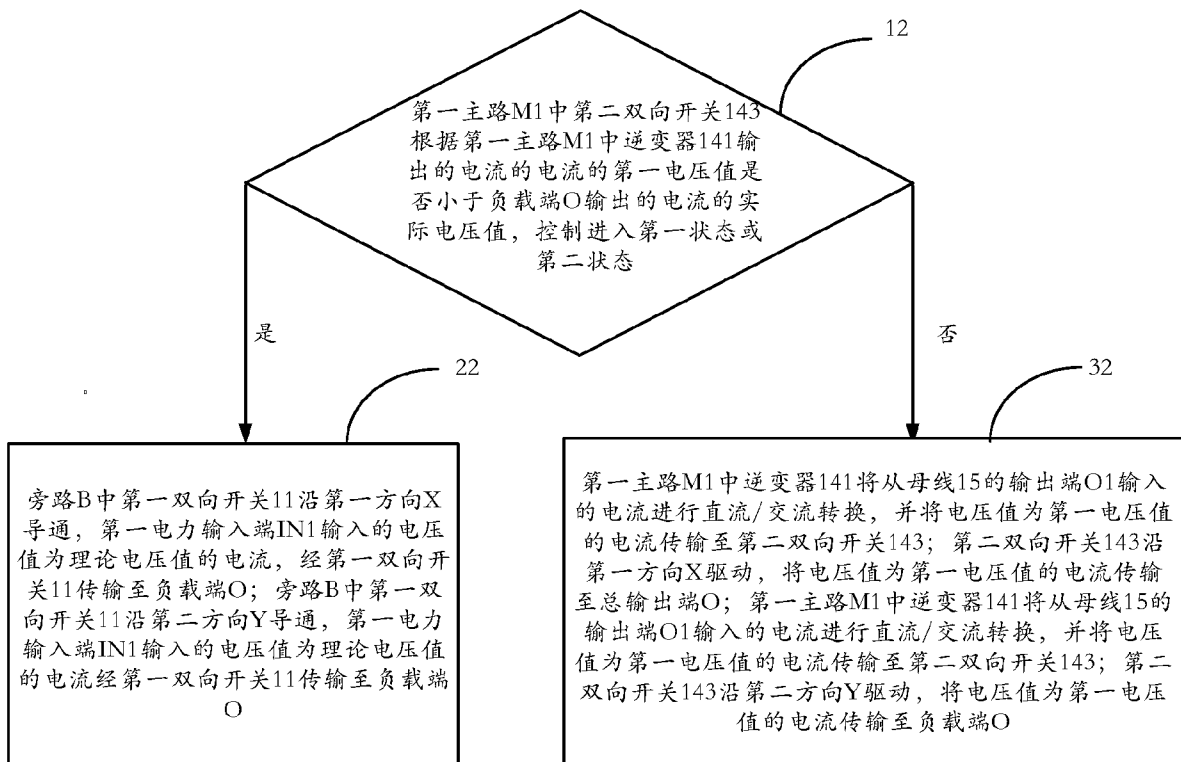 12
第一主路M1中第二双向开关143
根据第一主路M1中逆变器141输
出的电流的电流的第一电压值是
否小于负载端O输出的电流的实
际电压值，控制进入第一状态或
第二状态
是
否
22
32
旁路B中第一双向开关11沿第一方向X
导通，第一电力输入端IN1输入的电压
值为理论电压值的电流，经第一双向开
关11传输至负载端O；旁路B中第一双
向开关11沿第二方向Y导通，第一电力
输入端IN1输入的电压值为理论电压值
的电流经第一双向开关11传输至负载端
O
第一主路M1中逆变器141将从母线15的输出端O1输入
的电流进行直流/交流转换，并将电压值为第一电压值
的电流传输至第二双向开关143；第二双向开关143沿
第一方向X驱动，将电压值为第一电压值的电流传输
至总输出端O；第一主路M1中逆变器141将从母线15的
输出端O1输入的电流进行直流/交流转换，并将电压
值为第一电压值的电流传输至第二双向开关143；第二
双向开关143沿第二方向Y驱动，将电压值为第一电压
值的电流传输至负载端O